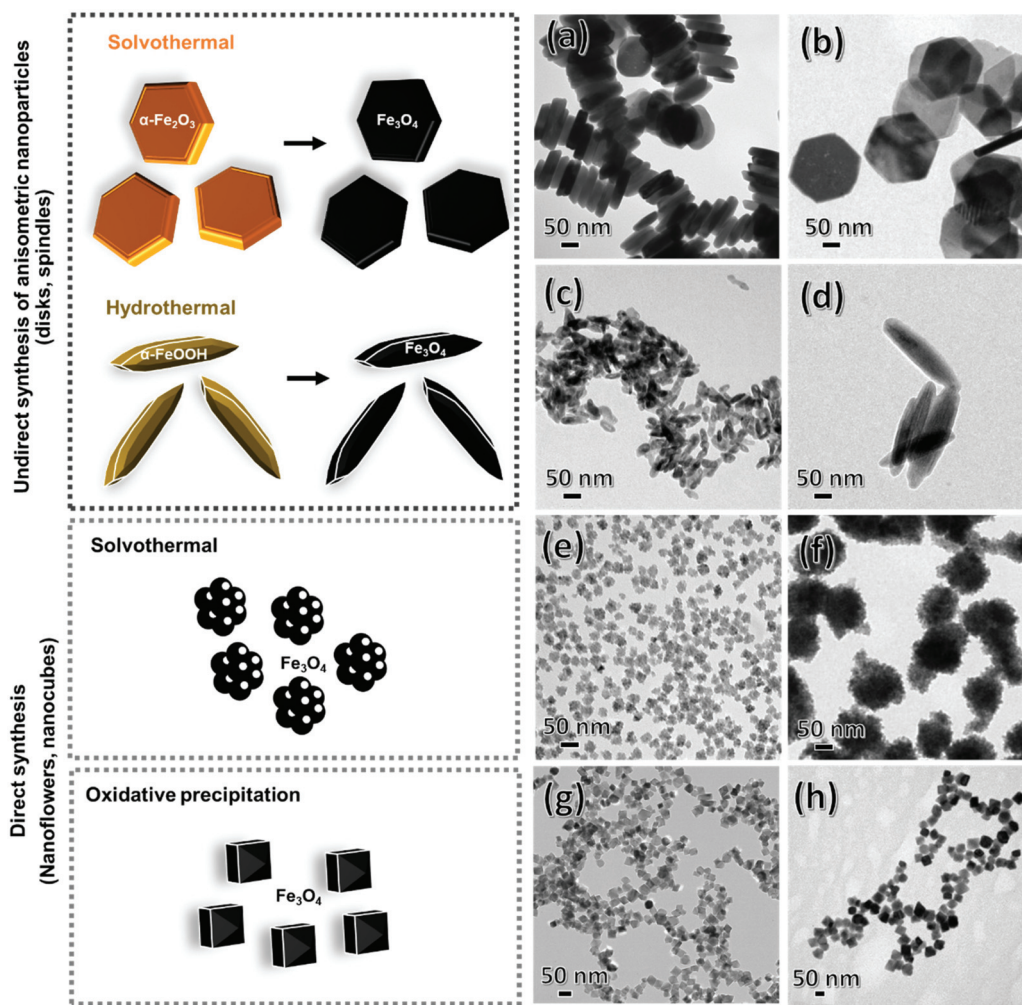 Undirect synthesis of anisometric nanoparticles
(disks, spindles)
Solvothermal
α-Fe₂O₃
Fe₃O₄
Hydrothermal
α-FeOOH
Fe₃O₄
Direct synthesis
(Nanoflowers, nanocubes)
Solvothermal
Fe₃O₄
Oxidative precipitation
Fe₃O₄
(a)
50 nm
(b)
50 nm
(c)
50 nm
(d)
50 nm
(e)
50 nm
(f)
50 nm
(g)
50 nm
(h)
50 nm